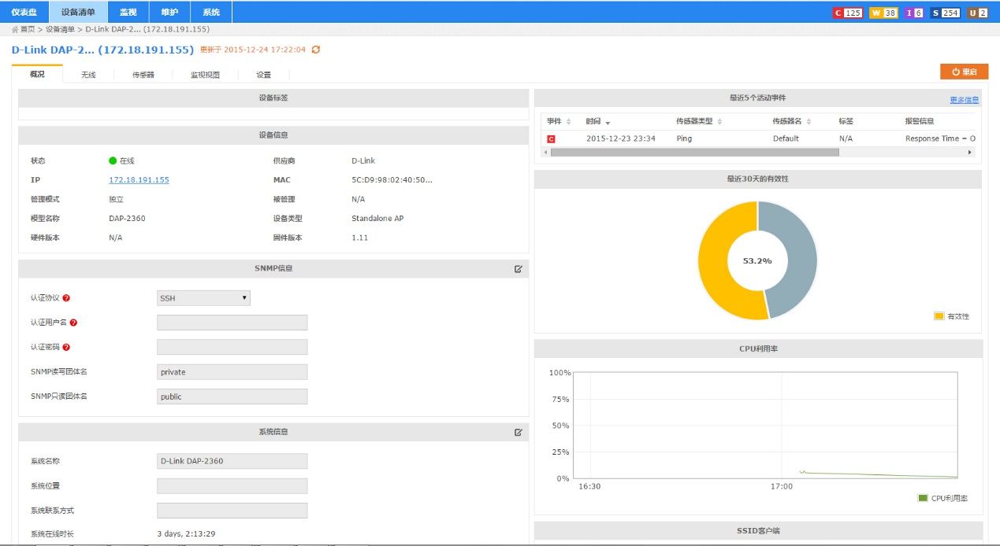 仪表盘 设备清单 监视 维护 系统 C 125 W 38 I 6 S 254 U 2
首页 > 设备清单 > D-Link DAP-2... (172.18.191.155)
D-Link DAP-2... (172.18.191.155) 更新于 2015-12-24 17:22:04
概况 无线 传感器 监视视图 设置 重启
设备标签
设备信息
状态 在线 供应商 D-Link
IP 172.18.191.155 MAC 5C:D9:98:02:40:50...
管理模式 独立 被管理 N/A
模型名称 DAP-2360 设备类型 Standalone AP
硬件版本 N/A 固件版本 1.11
SNMP信息
认证协议 ? SSH
认证用户名 ?
认证密码 ?
SNMP读写团体名 private
SNMP只读团体名 public
系统信息
系统名称 D-Link DAP-2360
系统位置
系统联系方式
系统在线时长 3 days, 2:13:29
最近5个活动事件 更多信息
事件 时间 传感器类型 传感器名 标签 报警信息
C 2015-12-23 23:34 Ping Default N/A Response Time = O
最近30天的有效性
53.2%
有效性
CPU利用率
100%
75%
50%
25%
0%
16:30 17:00
CPU利用率
SSID客户端